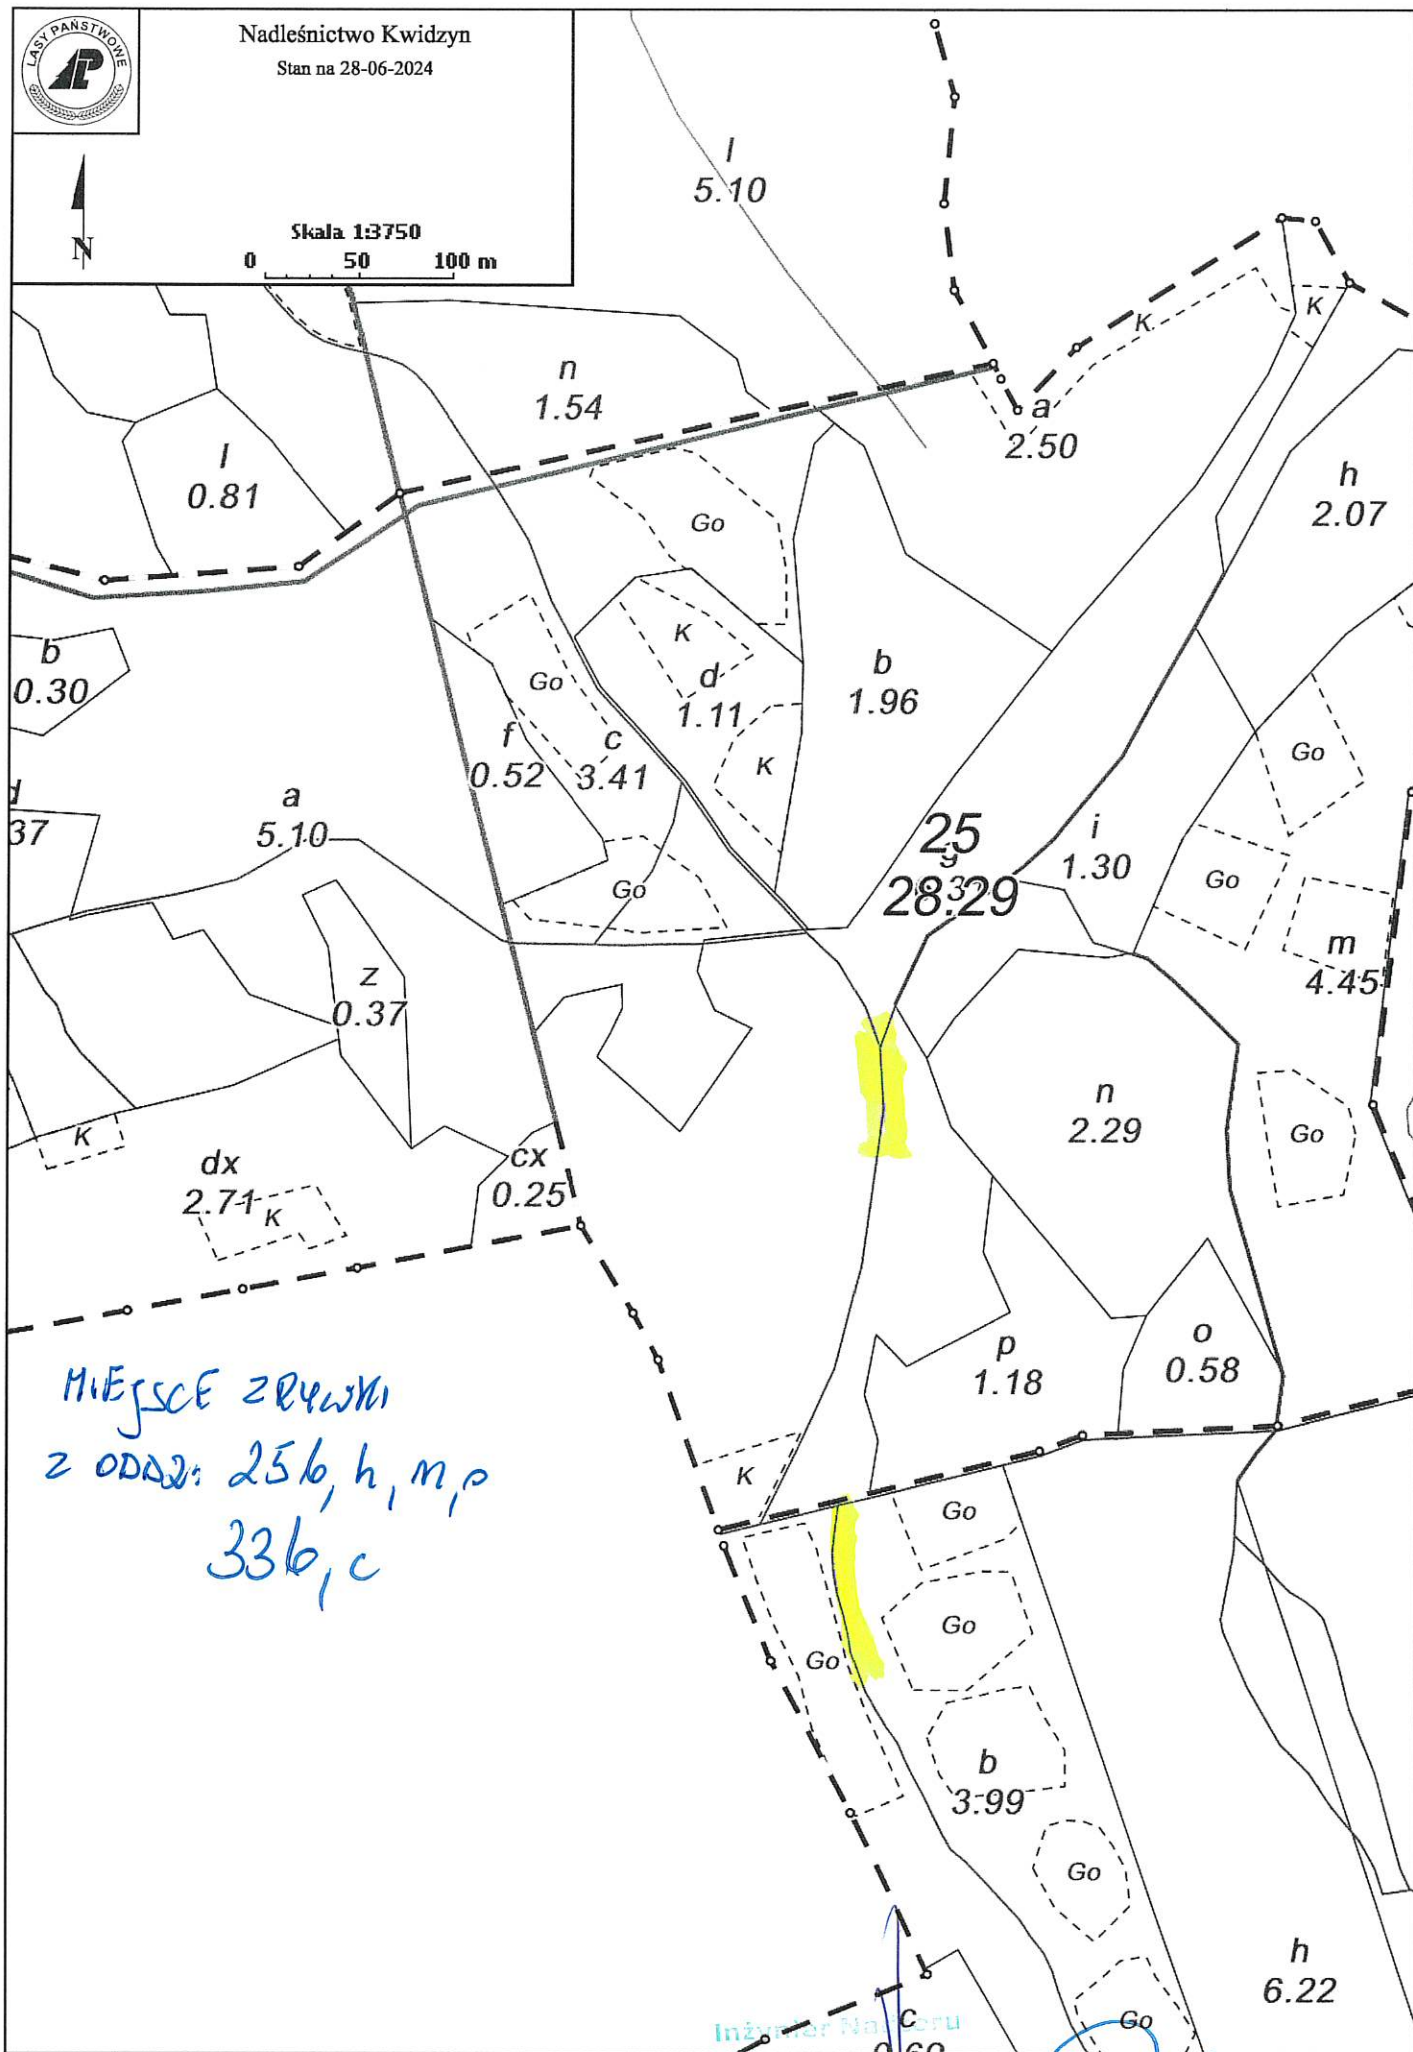 LASY PAŃSTWOWE
Nadleśnictwo Kwidzyn
Stan na 28-06-2024
N
Skala 1:3750
0 50 100 m
l
5.10
K
K
a
2.50
n
1.54
h
2.07
l
0.81
Go
K
b
0.30
Go
d
1.11
b
1.96
f
0.52
c
3.41
K
Go
d
37
a
5.10
25
28.29
i
1.30
Go
Go
m
4.45
z
0.37
n
2.29
Go
K
dx
2.71
K
cx
0.25
p
1.18
o
0.58
MIEJSCE ZRYWKI
Z ODDZ: 25b, h, n, p
33b, c
K
Go
Go
Go
b
3.99
Go
h
6.22
Go
c
Inżynier Nadzoru